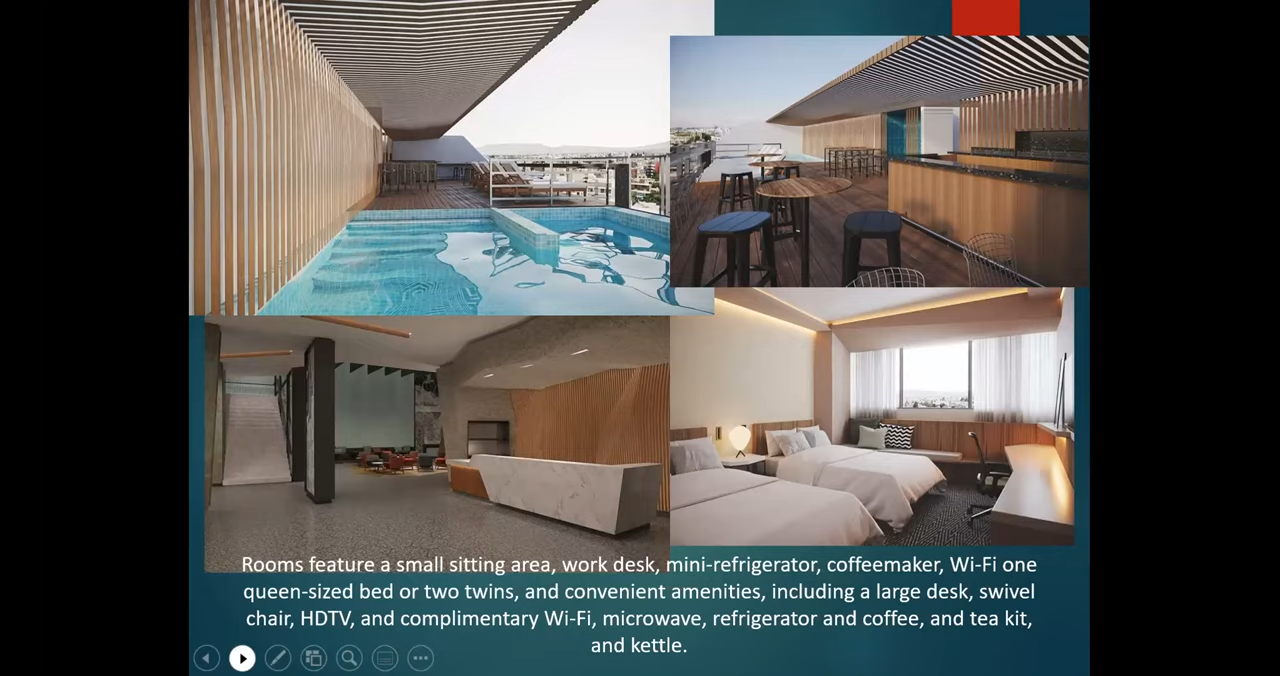 Rooms feature a small sitting area, work desk, mini-refrigerator, coffeemaker, Wi-Fi one
queen-sized bed or two twins, and convenient amenities, including a large desk, swivel
chair, HDTV, and complimentary Wi-Fi, microwave, refrigerator and coffee, and tea kit,
and kettle.